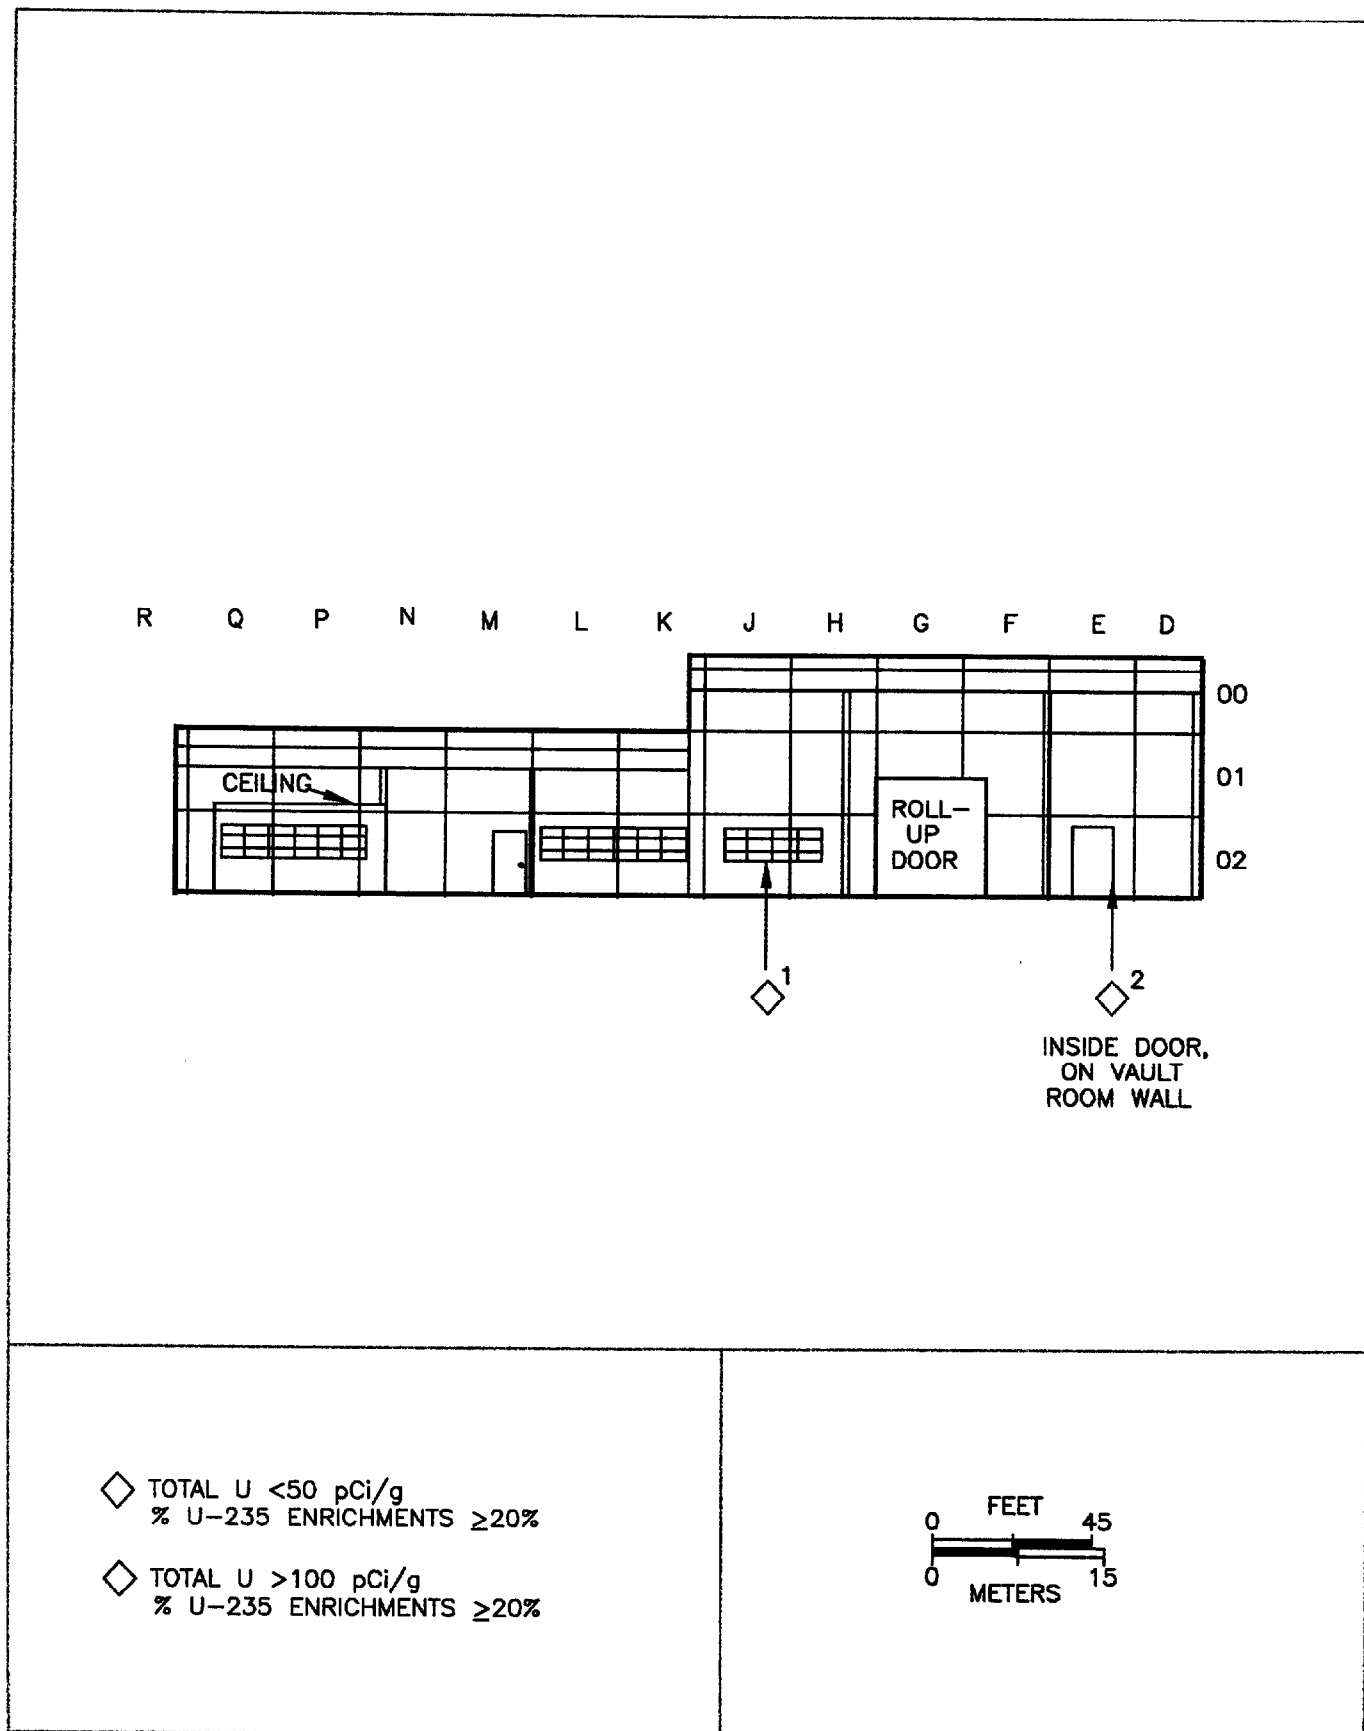 R Q P N M L K J H G F E D
00
CEILING
01
ROLL-
UP
DOOR
02
1
2
INSIDE DOOR,
ON VAULT
ROOM WALL
TOTAL U <50 pCi/g
% U-235 ENRICHMENTS ≥20%
TOTAL U >100 pCi/g
% U-235 ENRICHMENTS ≥20%
FEET
0 45
0 15
METERS